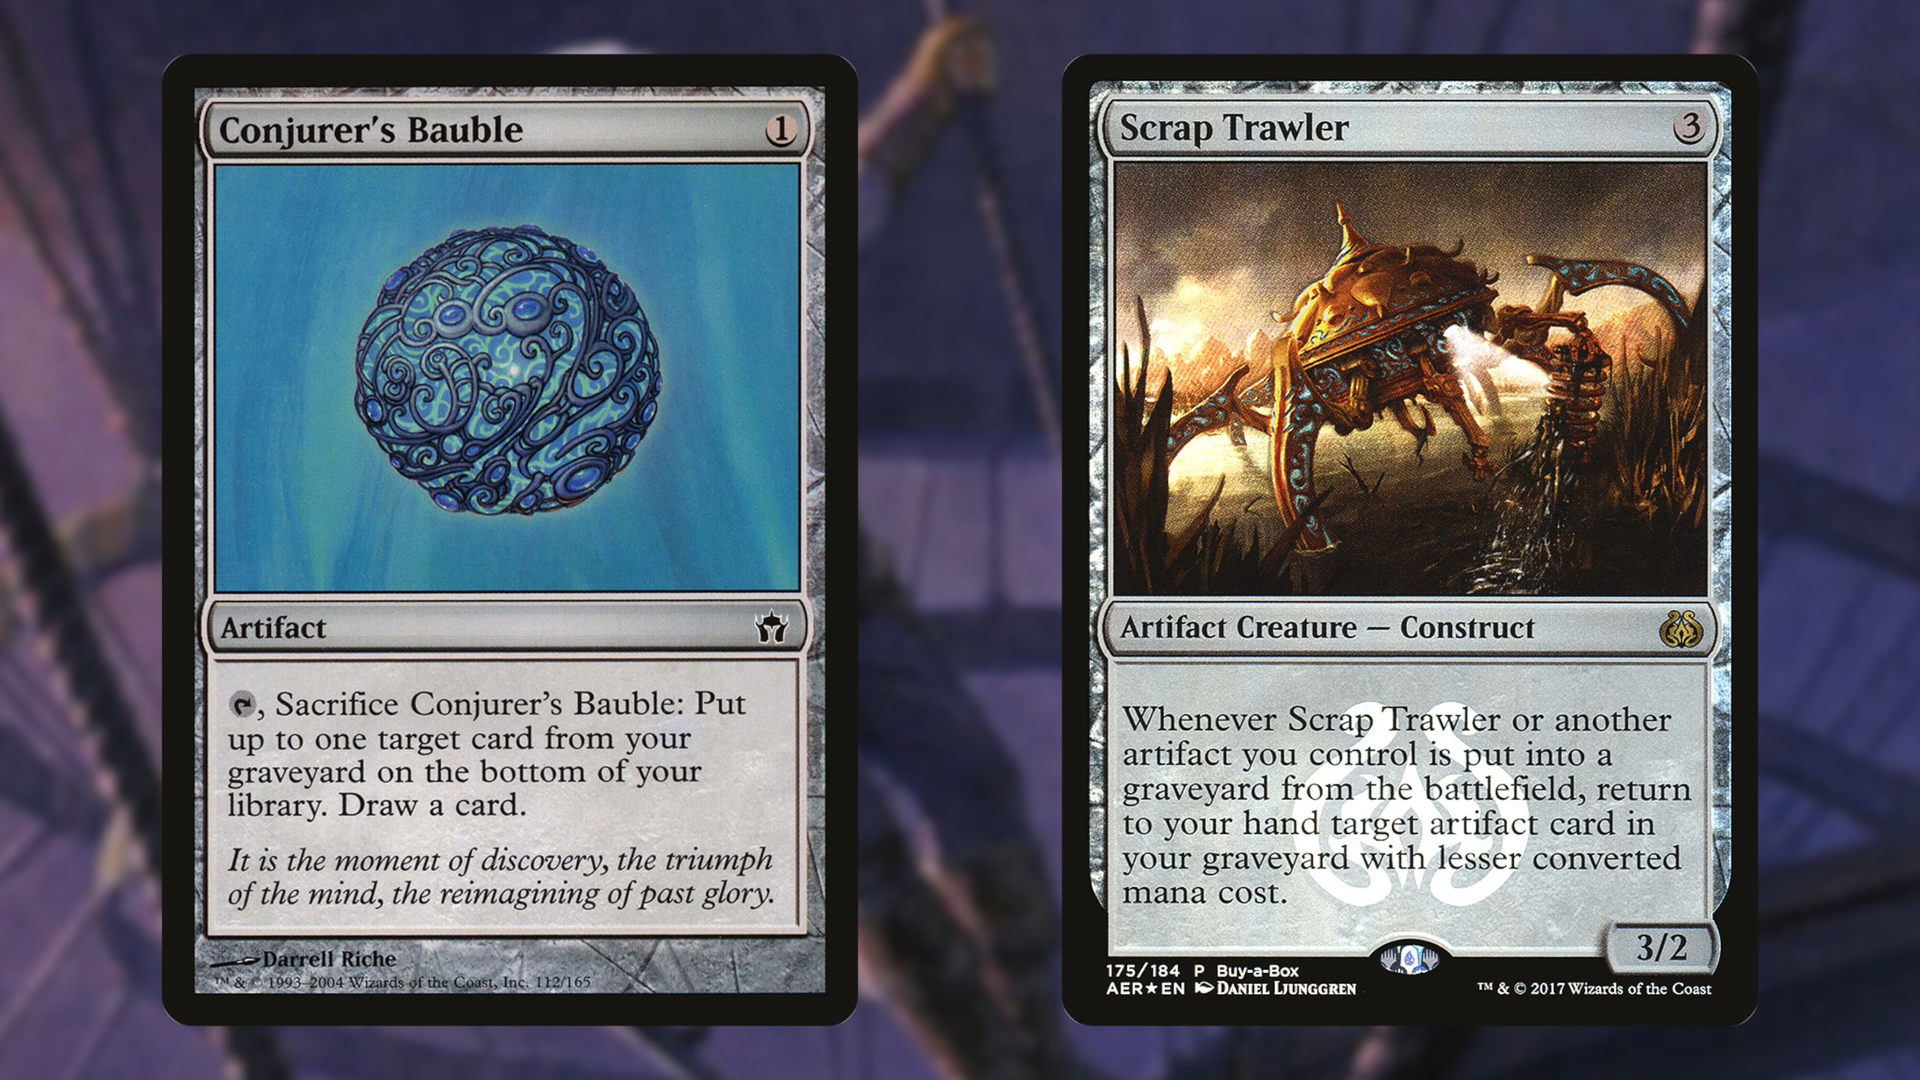 Conjurer's Bauble
1
Artifact
, Sacrifice Conjurer's Bauble: Put
up to one target card from your
graveyard on the bottom of your
library. Draw a card.
It is the moment of discovery, the triumph
of the mind, the reimagining of past glory.
Darrell Riche
™ & © 1993–2004 Wizards of the Coast, Inc. 112/165
Scrap Trawler
3
Artifact Creature — Construct
Whenever Scrap Trawler or another
artifact you control is put into a
graveyard from the battlefield, return
to your hand target artifact card in
your graveyard with lesser converted
mana cost.
3/2
175/184 P Buy-a-Box
AER★EN DANIEL LJUNGGREN
™ & © 2017 Wizards of the Coast